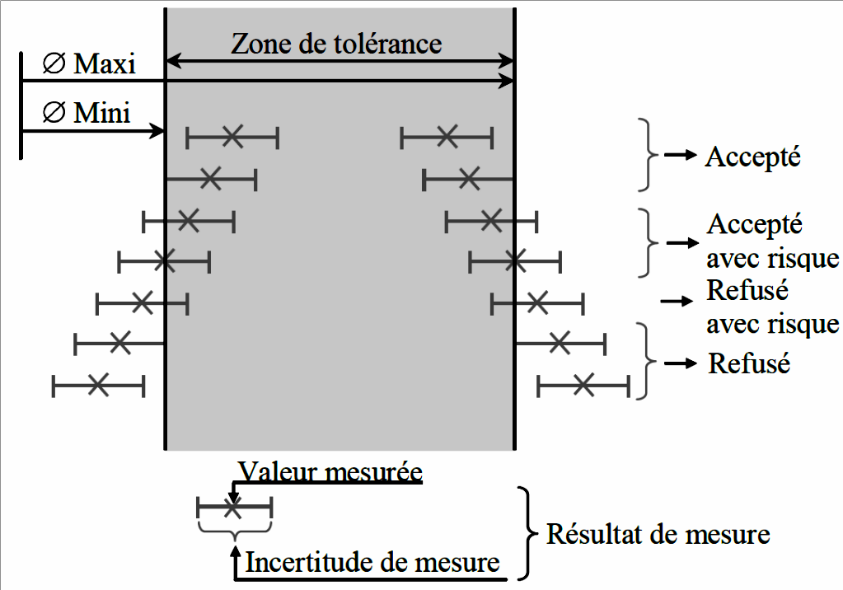 Zone de tolérance
∅ Maxi
∅ Mini
Accepté
Accepté
avec risque
Refusé
avec risque
Refusé
Valeur mesurée
Incertitude de mesure
Résultat de mesure